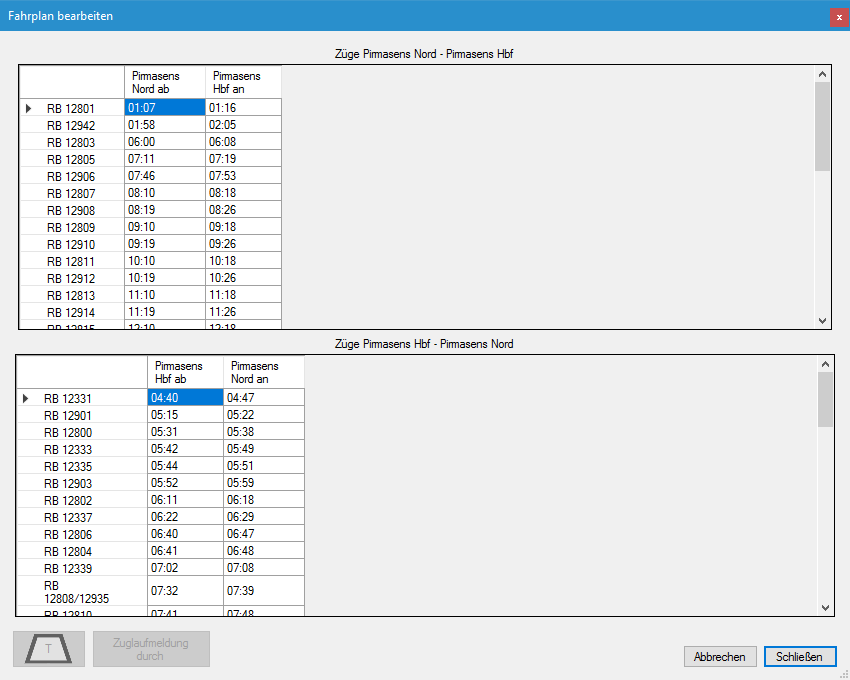 Fahrplan bearbeiten
x
Züge Pirmasens Nord - Pirmasens Hbf
Pirmasens Nord ab Pirmasens Hbf an
RB 12801 01:07 01:16
RB 12942 01:58 02:05
RB 12803 06:00 06:08
RB 12805 07:11 07:19
RB 12906 07:46 07:53
RB 12807 08:10 08:18
RB 12908 08:19 08:26
RB 12809 09:10 09:18
RB 12910 09:19 09:26
RB 12811 10:10 10:18
RB 12912 10:19 10:26
RB 12813 11:10 11:18
RB 12914 11:19 11:26
RB 12815 12:10 12:18
Züge Pirmasens Hbf - Pirmasens Nord
Pirmasens Hbf ab Pirmasens Nord an
RB 12331 04:40 04:47
RB 12901 05:15 05:22
RB 12800 05:31 05:38
RB 12333 05:42 05:49
RB 12335 05:44 05:51
RB 12903 05:52 05:59
RB 12802 06:11 06:18
RB 12337 06:22 06:29
RB 12806 06:40 06:47
RB 12804 06:41 06:48
RB 12339 07:02 07:08
RB 12808/12935 07:32 07:39
RB 12810 07:41 07:48
T
Zuglaufmeldung
durch
Abbrechen
Schließen